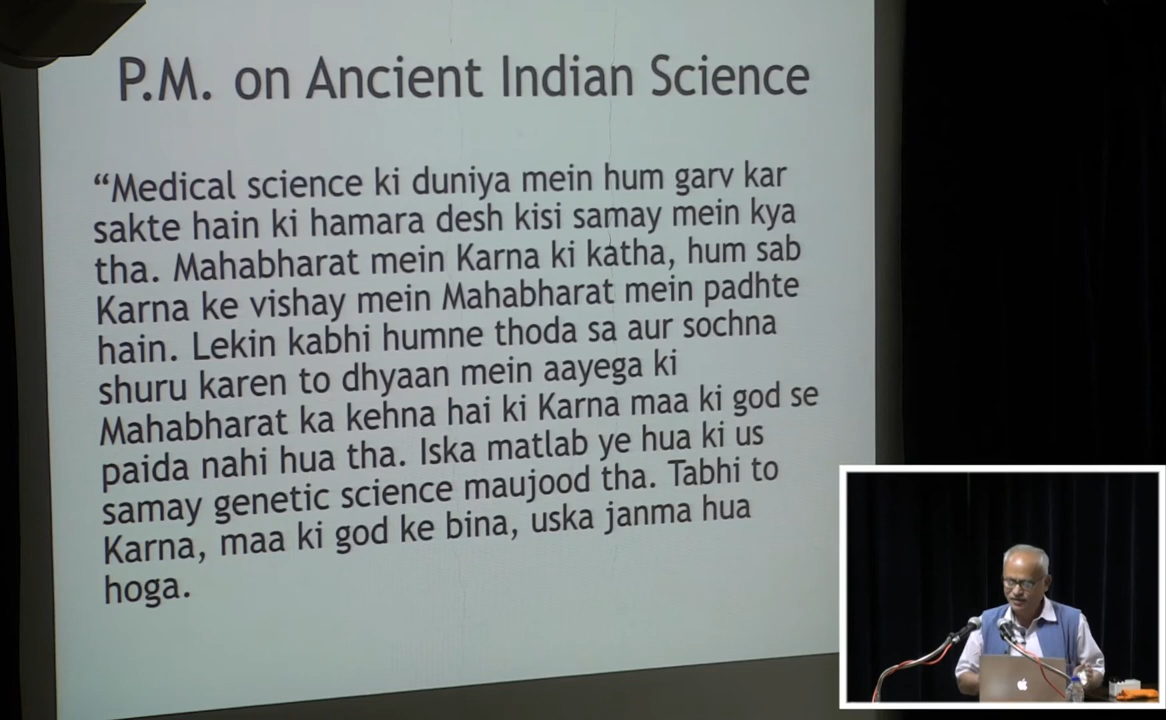 P.M. on Ancient Indian Science
“Medical science ki duniya mein hum garv kar
sakte hain ki hamara desh kisi samay mein kya
tha. Mahabharat mein Karna ki katha, hum sab
Karna ke vishay mein Mahabharat mein padhte
hain. Lekin kabhi humne thoda sa aur sochna
shuru karen to dhyaan mein aayega ki
Mahabharat ka kehna hai ki Karna maa ki god se
paida nahi hua tha. Iska matlab ye hua ki us
samay genetic science maujood tha. Tabhi to
Karna, maa ki god ke bina, uska janma hua
hoga.